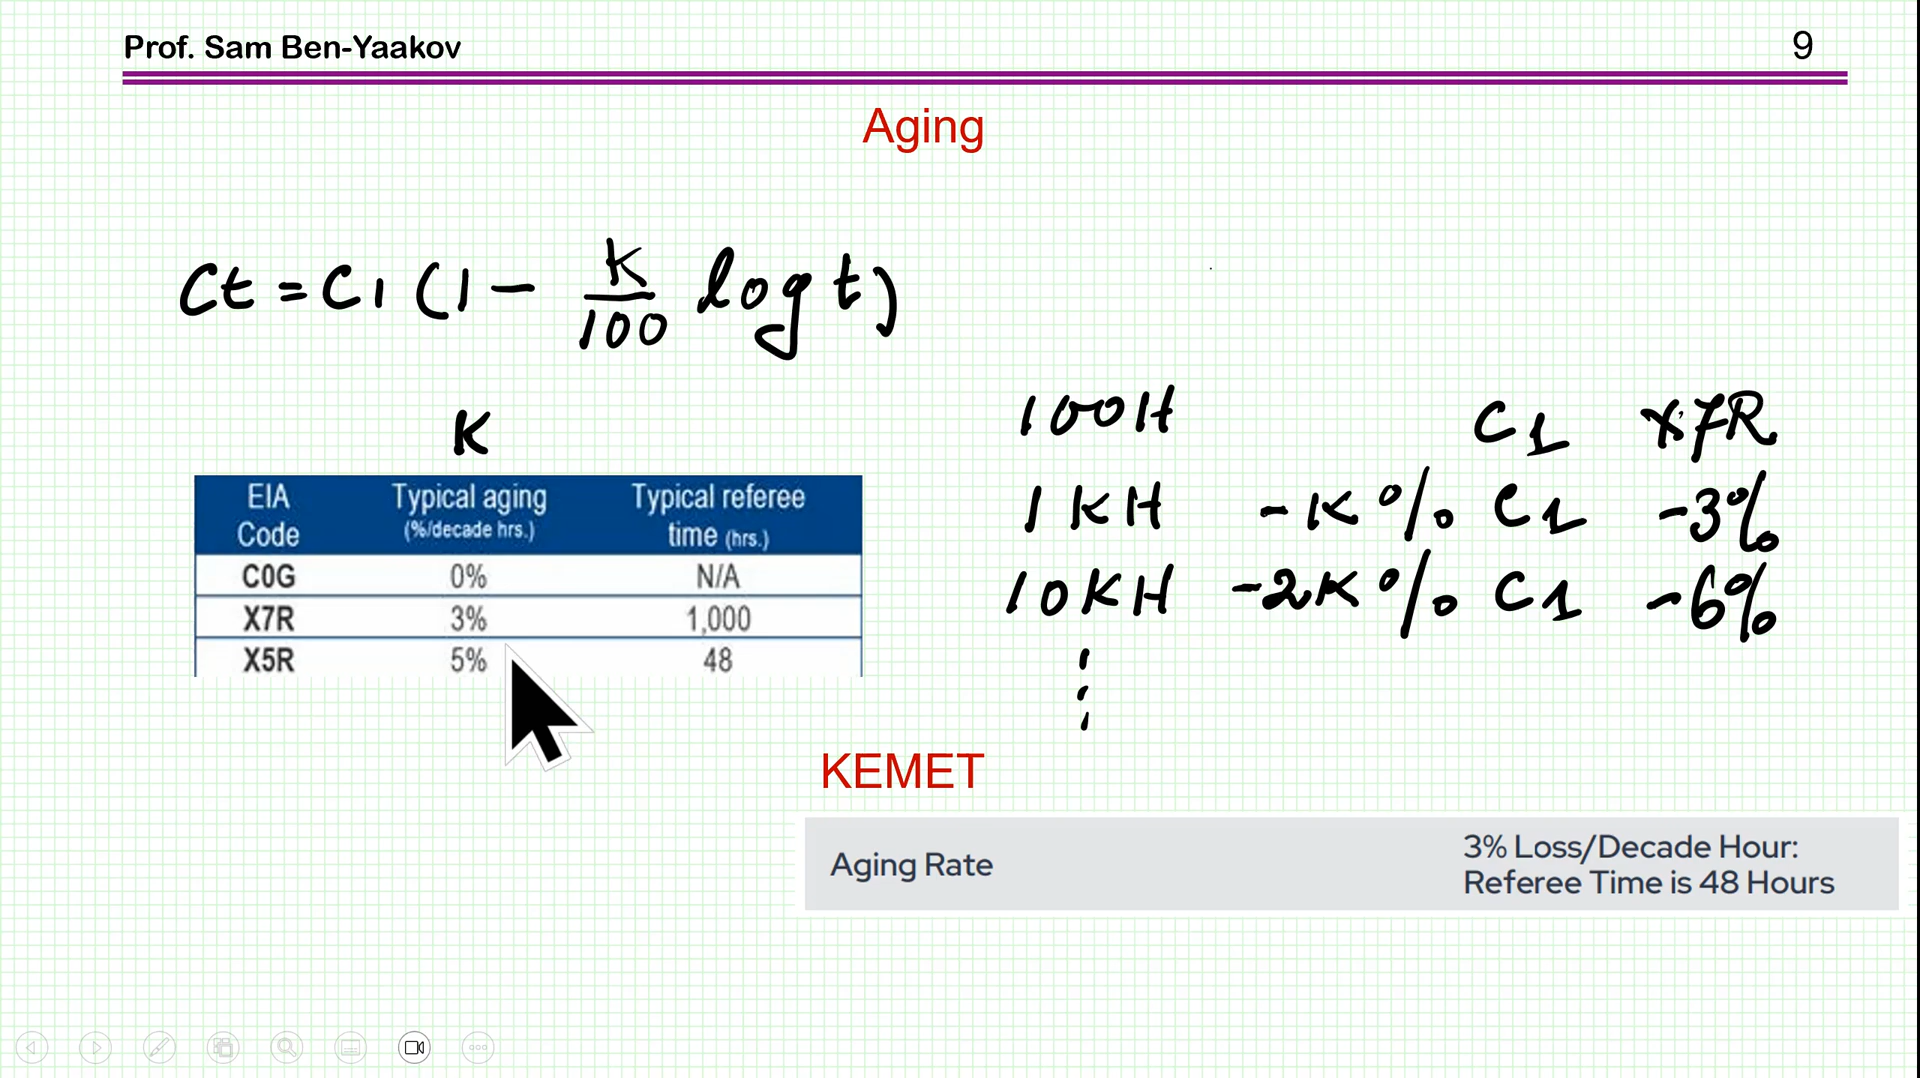 Prof. Sam Ben-Yaakov 9
Aging
Ct = C1 (1 - K/100 log t)
K
EIA Code Typical aging (%/decade hrs.) Typical referee time (hrs.)
C0G 0% N/A
X7R 3% 1,000
X5R 5% 48
100H C1 X7R
1KH -K% C1 -3%
10KH -2K% C1 -6%
KEMET
Aging Rate
3% Loss/Decade Hour:
Referee Time is 48 Hours